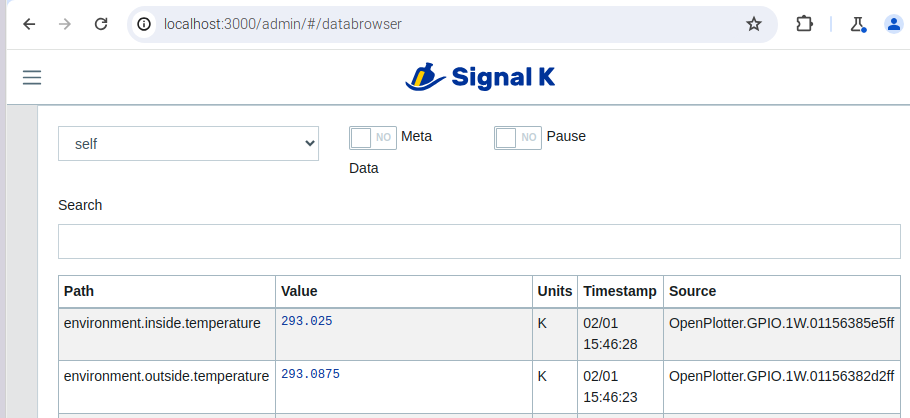 localhost:3000/admin/#/databrowser
Signal K
self
NO Meta Data
NO Pause
Search
Path Value Units Timestamp Source
environment.inside.temperature 293.025 K 02/01 15:46:28 OpenPlotter.GPIO.1W.01156385e5ff
environment.outside.temperature 293.0875 K 02/01 15:46:23 OpenPlotter.GPIO.1W.01156382d2ff